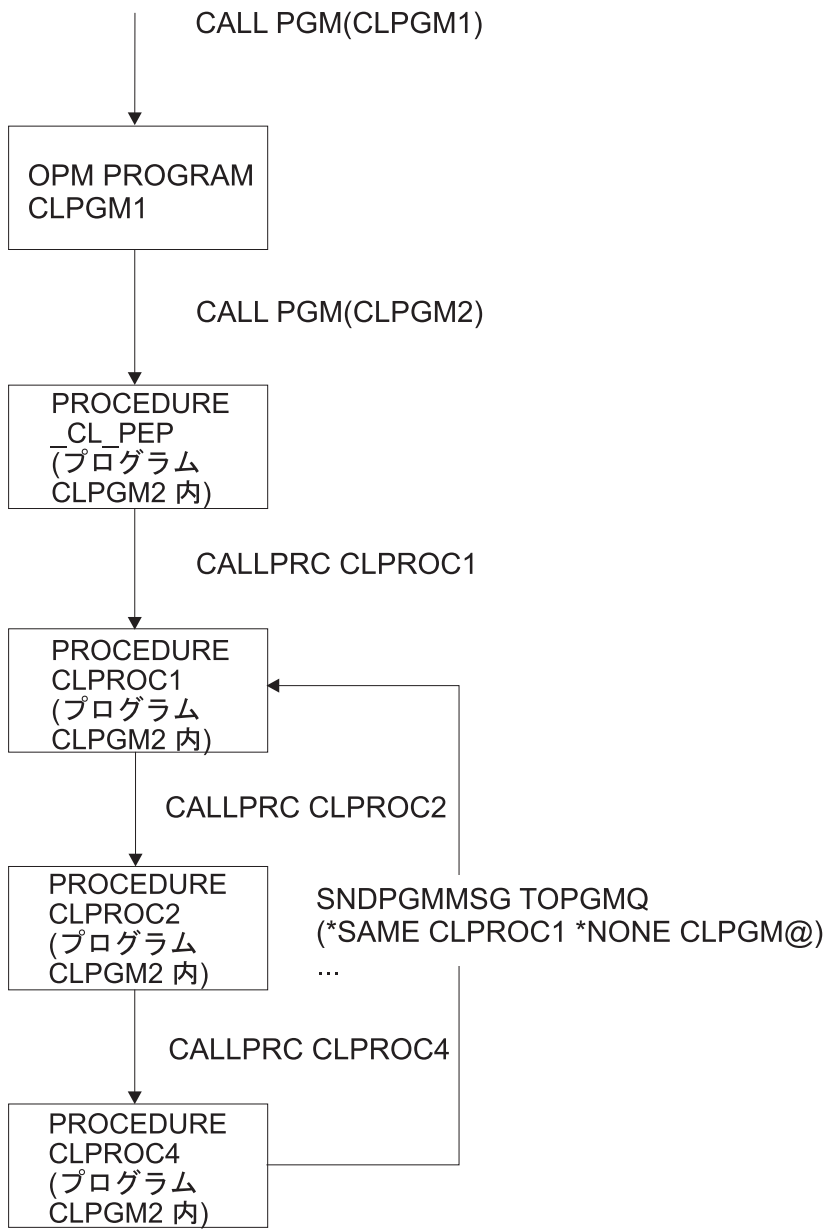 CALL PGM(CLPGM1)
OPM PROGRAM
CLPGM1
CALL PGM(CLPGM2)
PROCEDURE
_CL_PEP
(プログラム
CLPGM2 内)
CALLPRC CLPROC1
PROCEDURE
CLPROC1
(プログラム
CLPGM2 内)
CALLPRC CLPROC2
PROCEDURE
CLPROC2
(プログラム
CLPGM2 内)
SNDPGMMSG TOPGMQ
(*SAME CLPROC1 *NONE CLPGM@)
...
CALLPRC CLPROC4
PROCEDURE
CLPROC4
(プログラム
CLPGM2 内)